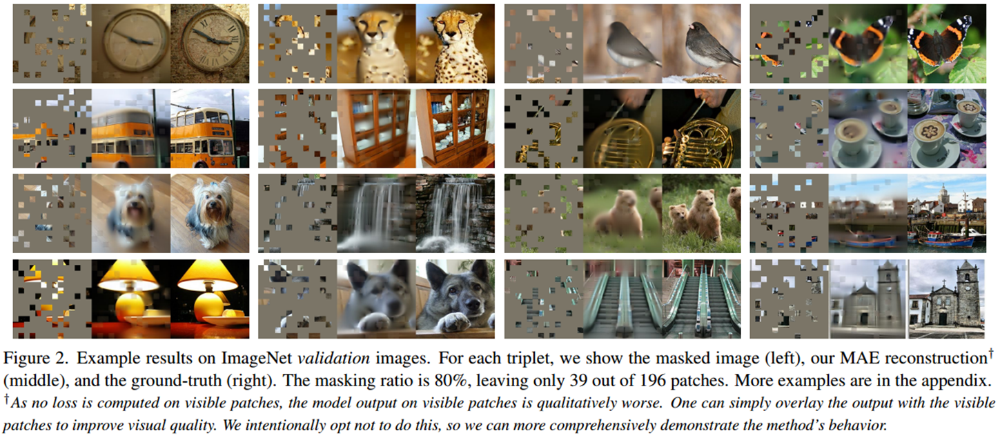 Figure 2. Example results on ImageNet validation images. For each triplet, we show the masked image (left), our MAE reconstruction†
(middle), and the ground-truth (right). The masking ratio is 80%, leaving only 39 out of 196 patches. More examples are in the appendix.
†As no loss is computed on visible patches, the model output on visible patches is qualitatively worse. One can simply overlay the output with the visible
patches to improve visual quality. We intentionally opt not to do this, so we can more comprehensively demonstrate the method's behavior.